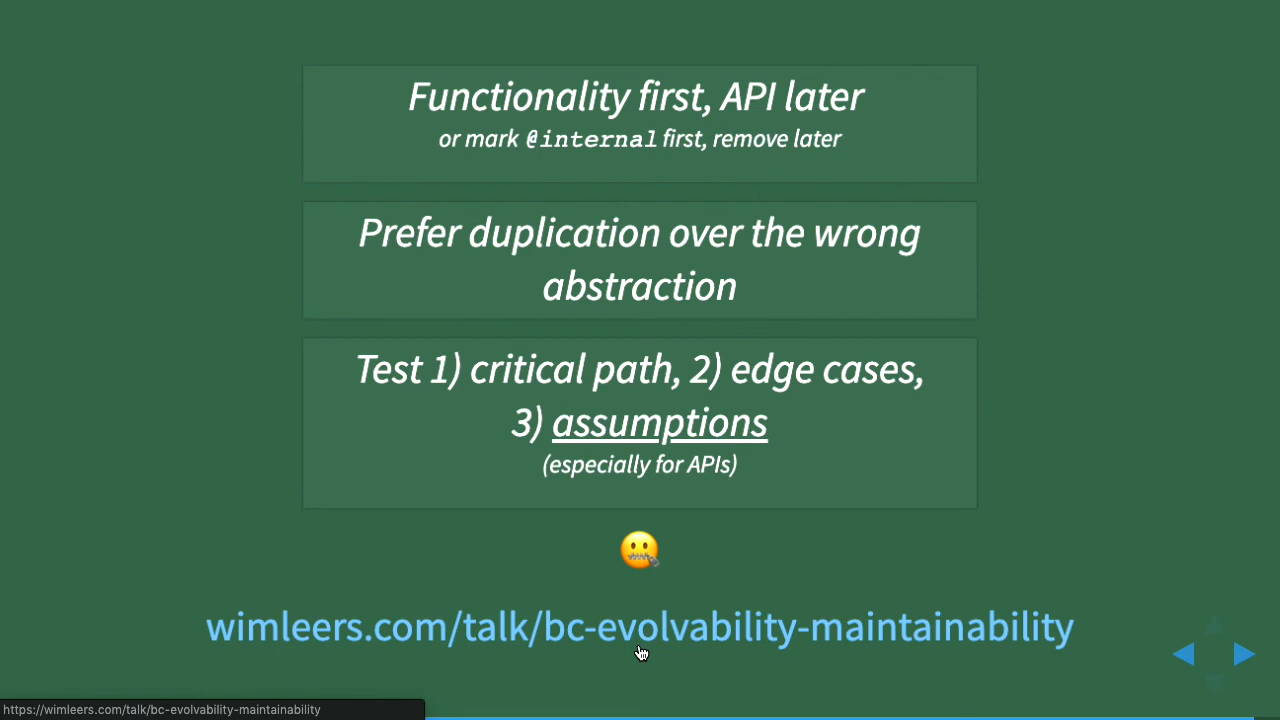 Functionality first, API later
or mark @internal first, remove later
Prefer duplication over the wrong
abstraction
Test 1) critical path, 2) edge cases,
3) assumptions
(especially for APIs)
wimleers.com/talk/bc-evolvability-maintainability
https://wimleers.com/talk/bc-evolvability-maintainability